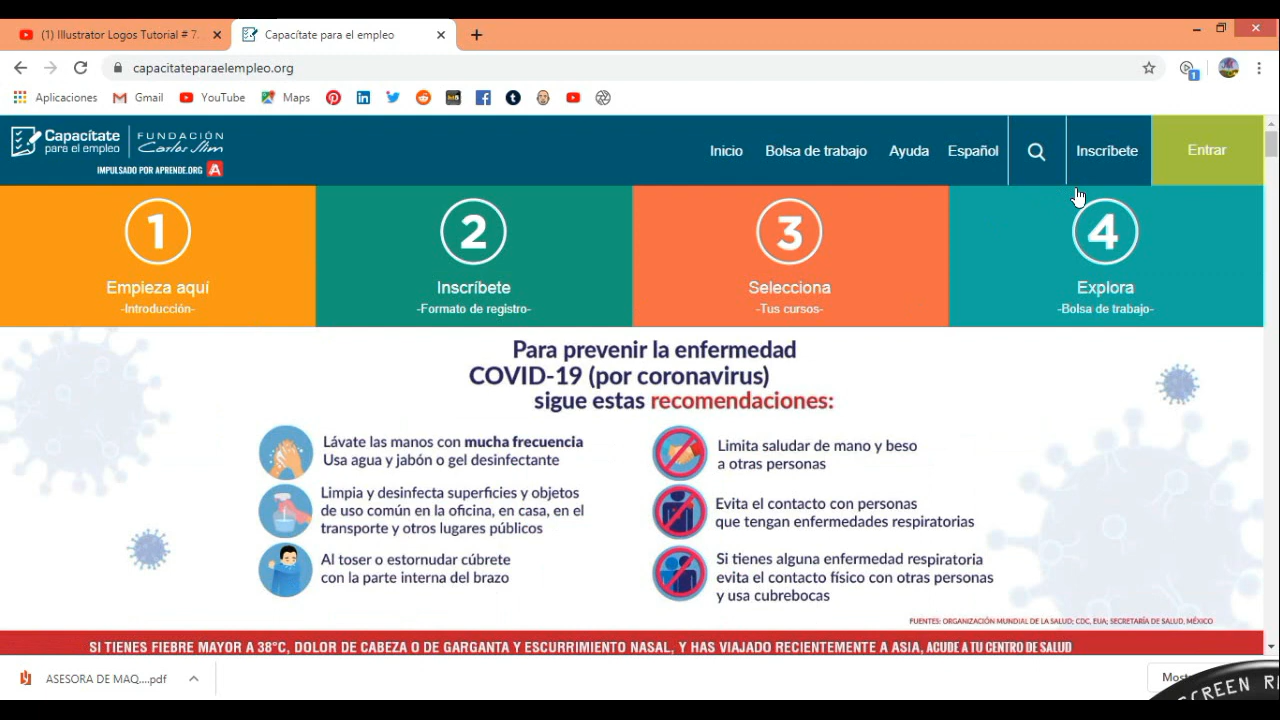 (1) Illustrator Logos Tutorial # 7.
Capacítate para el empleo
capacitateparaelempleo.org
Aplicaciones
Gmail
YouTube
Maps
1
Capacítate
para el empleo
FUNDACIÓN
Carlos Slim
IMPULSADO POR APRENDE.ORG A
Inicio
Bolsa de trabajo
Ayuda
Español
Inscríbete
Entrar
1
Empieza aquí
-Introducción-
2
Inscríbete
-Formato de registro-
3
Selecciona
-Tus cursos-
4
Explora
-Bolsa de trabajo-
Para prevenir la enfermedad
COVID-19 (por coronavirus)
sigue estas recomendaciones:
Lávate las manos con mucha frecuencia
Usa agua y jabón o gel desinfectante
Limpia y desinfecta superficies y objetos
de uso común en la oficina, en casa, en el
transporte y otros lugares públicos
Al toser o estornudar cúbrete
con la parte interna del brazo
Limita saludar de mano y beso
a otras personas
Evita el contacto con personas
que tengan enfermedades respiratorias
Si tienes alguna enfermedad respiratoria
evita el contacto físico con otras personas
y usa cubrebocas
FUENTES: ORGANIZACIÓN MUNDIAL DE LA SALUD; CDC, EUA; SECRETARÍA DE SALUD, MÉXICO
SI TIENES FIEBRE MAYOR A 38°C, DOLOR DE CABEZA O DE GARGANTA Y ESCURRIMIENTO NASAL, Y HAS VIAJADO RECIENTEMENTE A ASIA, ACUDE A TU CENTRO DE SALUD
ASESORA DE MAQ....pdf